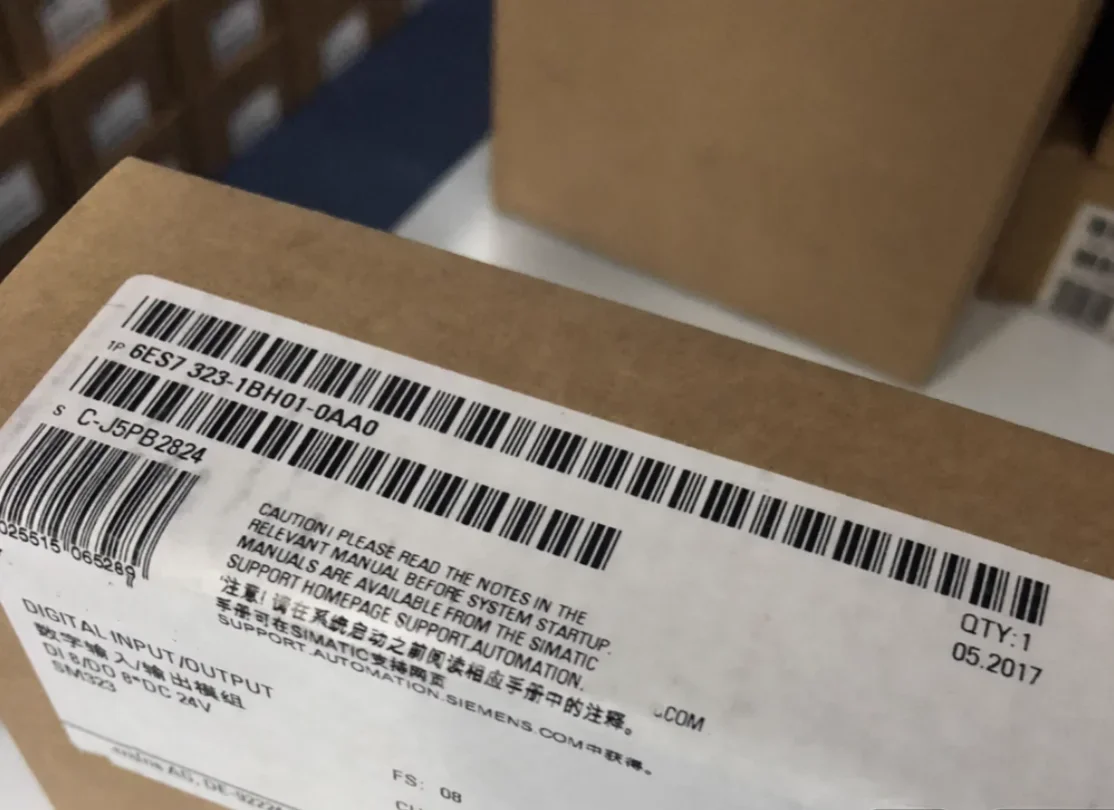 1P 6ES7 323-1BH01-0AA0
S C-J5PB2824
025515 065289
CAUTION! PLEASE READ THE NOTES IN THE
RELEVANT MANUAL BEFORE SYSTEM STARTUP.
MANUALS ARE AVAILABLE FROM THE SIMATIC
SUPPORT HOMEPAGE SUPPORT.AUTOMATION.
.COM
注意! 请在系统启动之前阅读相应手册中的注释。
手册可在SIMATIC支持网页
SUPPORT.AUTOMATION.SIEMENS.COM中获得。
QTY:1
05.2017
DIGITAL INPUT/OUTPUT
数字输入/输出模组
DI 8/DO 8*DC 24V
SM323
AG, DE-9222
FS: 08